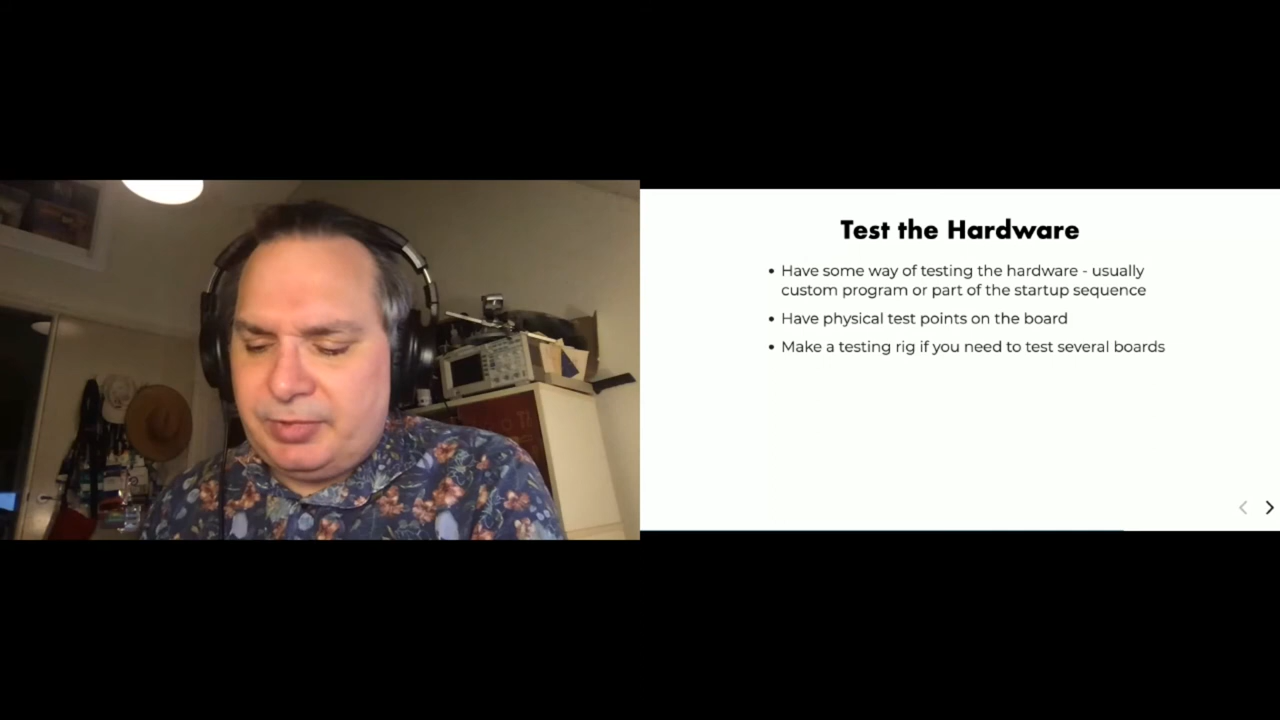 Test the Hardware
• Have some way of testing the hardware - usually
custom program or part of the startup sequence
• Have physical test points on the board
• Make a testing rig if you need to test several boards